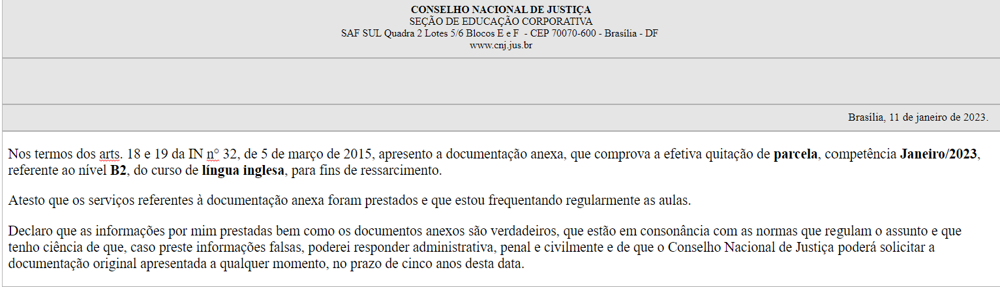 CONSELHO NACIONAL DE JUSTIÇA
SEÇÃO DE EDUCAÇÃO CORPORATIVA
SAF SUL Quadra 2 Lotes 5/6 Blocos E e F - CEP 70070-600 - Brasília - DF
www.cnj.jus.br
Brasília, 11 de janeiro de 2023.
Nos termos dos arts. 18 e 19 da IN n° 32, de 5 de março de 2015, apresento a documentação anexa, que comprova a efetiva quitação de parcela, competência Janeiro/2023,
referente ao nível B2, do curso de língua inglesa, para fins de ressarcimento.
Atesto que os serviços referentes à documentação anexa foram prestados e que estou frequentando regularmente as aulas.
Declaro que as informações por mim prestadas bem como os documentos anexos são verdadeiros, que estão em consonância com as normas que regulam o assunto e que
tenho ciência de que, caso preste informações falsas, poderei responder administrativa, penal e civilmente e de que o Conselho Nacional de Justiça poderá solicitar a
documentação original apresentada a qualquer momento, no prazo de cinco anos desta data.